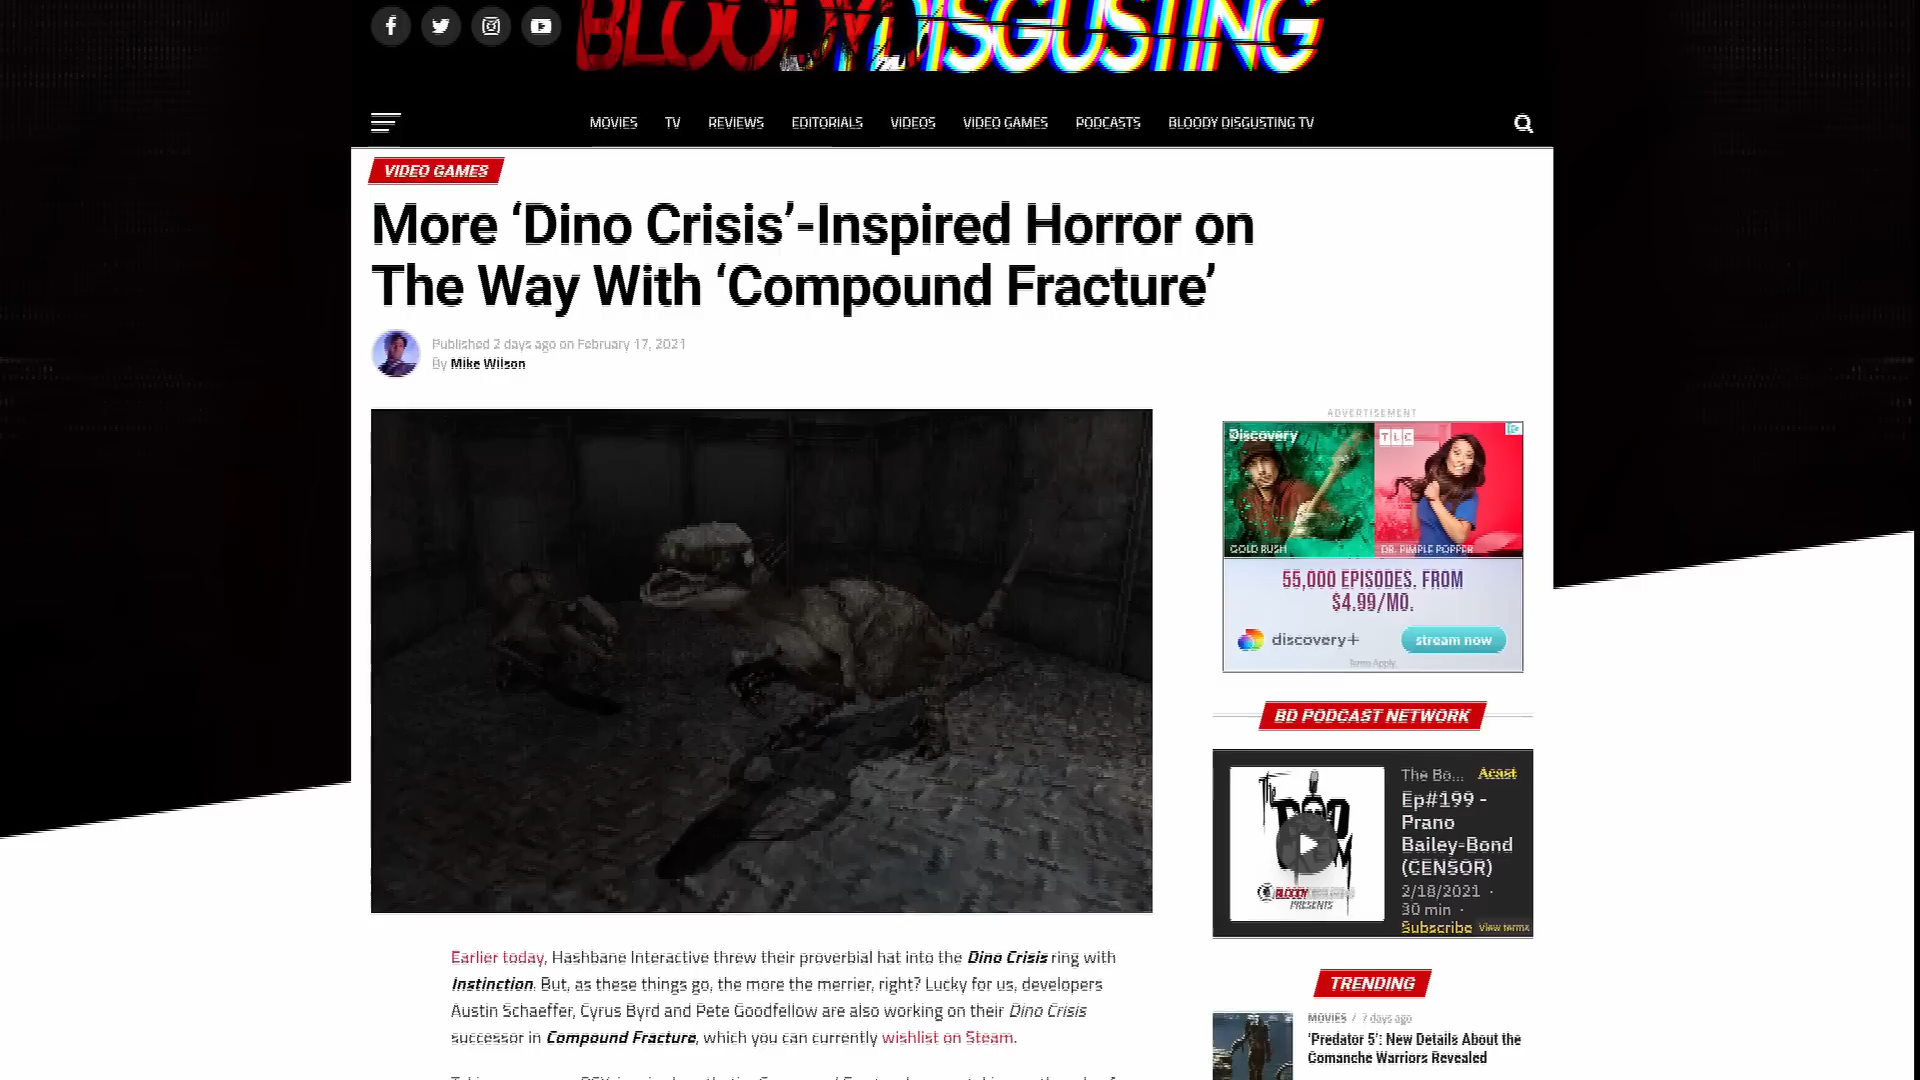 BLOODY DISGUSTING
MOVIES TV REVIEWS EDITORIALS VIDEOS VIDEO GAMES PODCASTS BLOODY DISGUSTING TV
VIDEO GAMES
More ‘Dino Crisis’-Inspired Horror on
The Way With ‘Compound Fracture’
Published 2 days ago on February 17, 2021
By Mike Wilson
Earlier today, Hashbane Interactive threw their proverbial hat into the Dino Crisis ring with
Instinction. But, as these things go, the more the merrier, right? Lucky for us, developers
Austin Schaeffer, Cyrus Byrd and Pete Goodfellow are also working on their Dino Crisis
successor in Compound Fracture, which you can currently wishlist on Steam.
ADVERTISEMENT
Discovery TLC
GOLD RUSH DR. PIMPLE POPPER
55,000 EPISODES. FROM
$4.99/MO.
discovery+ stream now
Terms Apply.
BD PODCAST NETWORK
The Bo... Acast
Ep#199 -
Prano
Bailey-Bond
(CENSOR)
2/18/2021 ·
30 min ·
Subscribe View terms
The
BLOODY
PRESENTS
TRENDING
MOVIES / 7 days ago
‘Predator 5’: New Details About the
Comanche Warriors Revealed